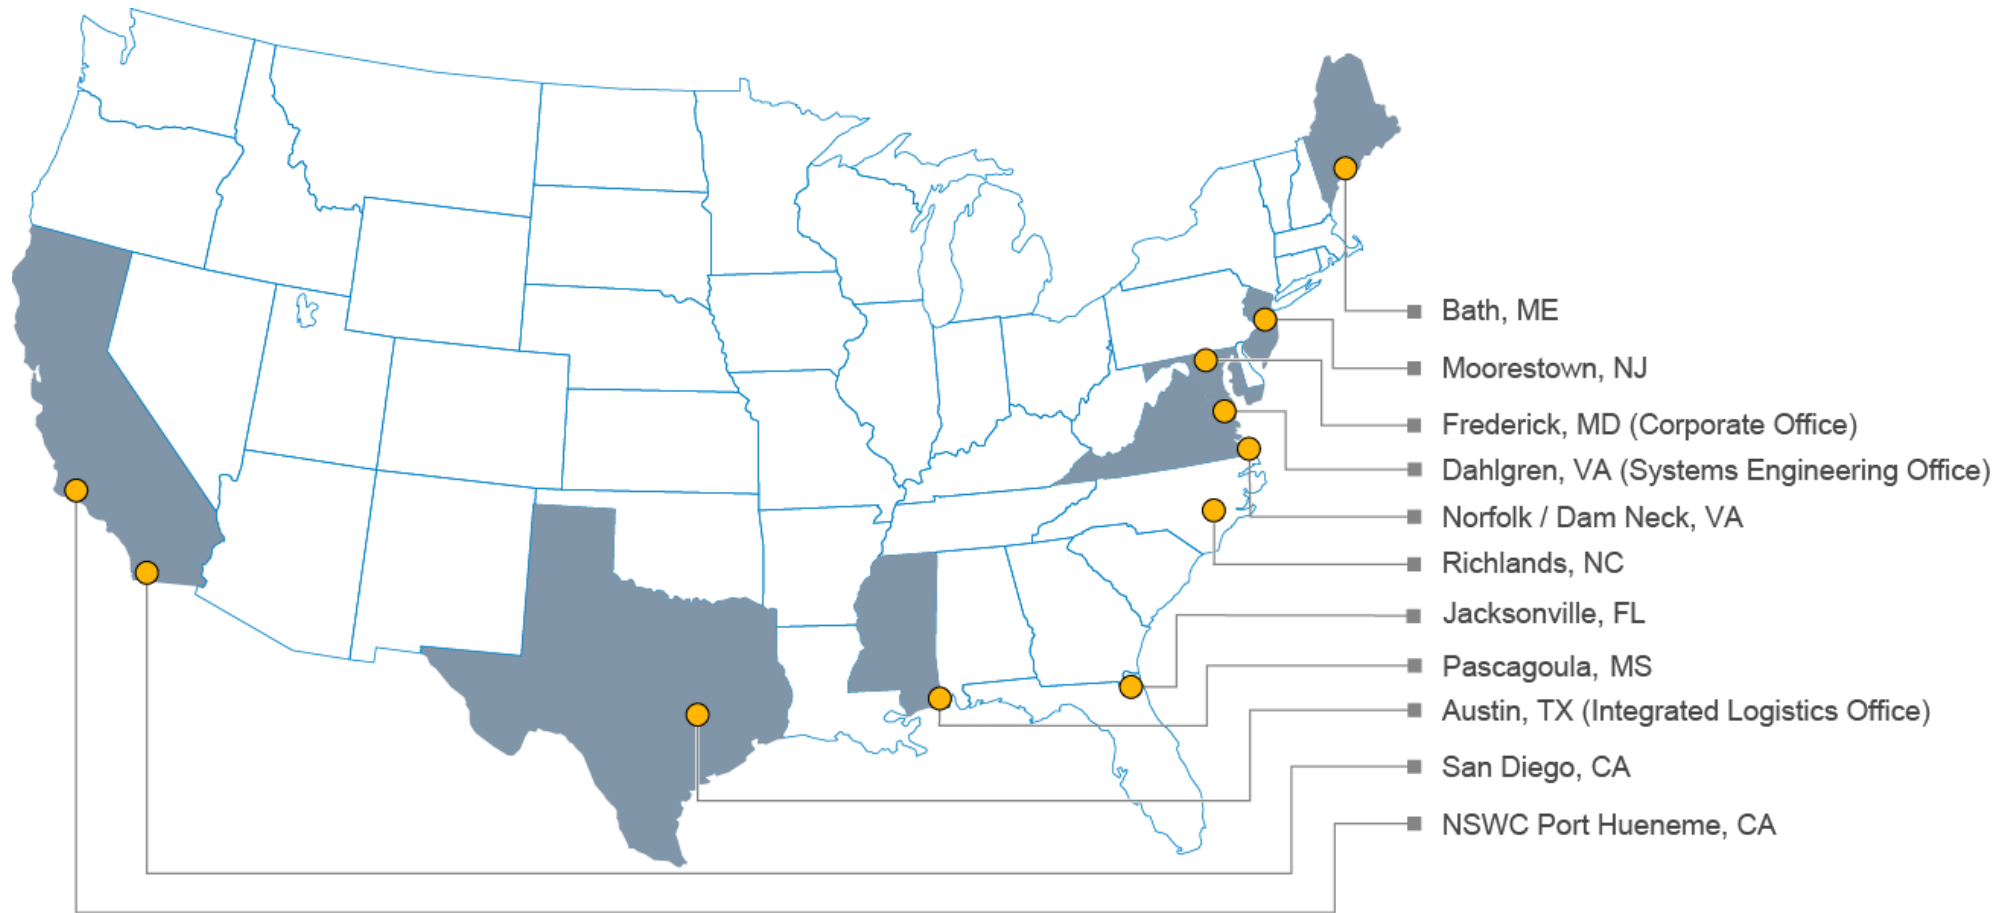 Bath, ME
Moorestown, NJ
Frederick, MD (Corporate Office)
Dahlgren, VA (Systems Engineering Office)
Norfolk / Dam Neck, VA
Richlands, NC
Jacksonville, FL
Pascagoula, MS
Austin, TX (Integrated Logistics Office)
San Diego, CA
NSWC Port Hueneme, CA